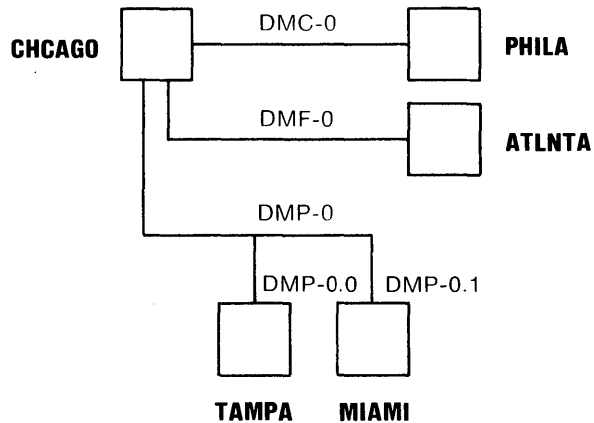 DMC-0
CHCAGO
PHILA
DMF-0
ATLNTA
DMP-0
DMP-0.0
DMP-0.1
TAMPA
MIAMI